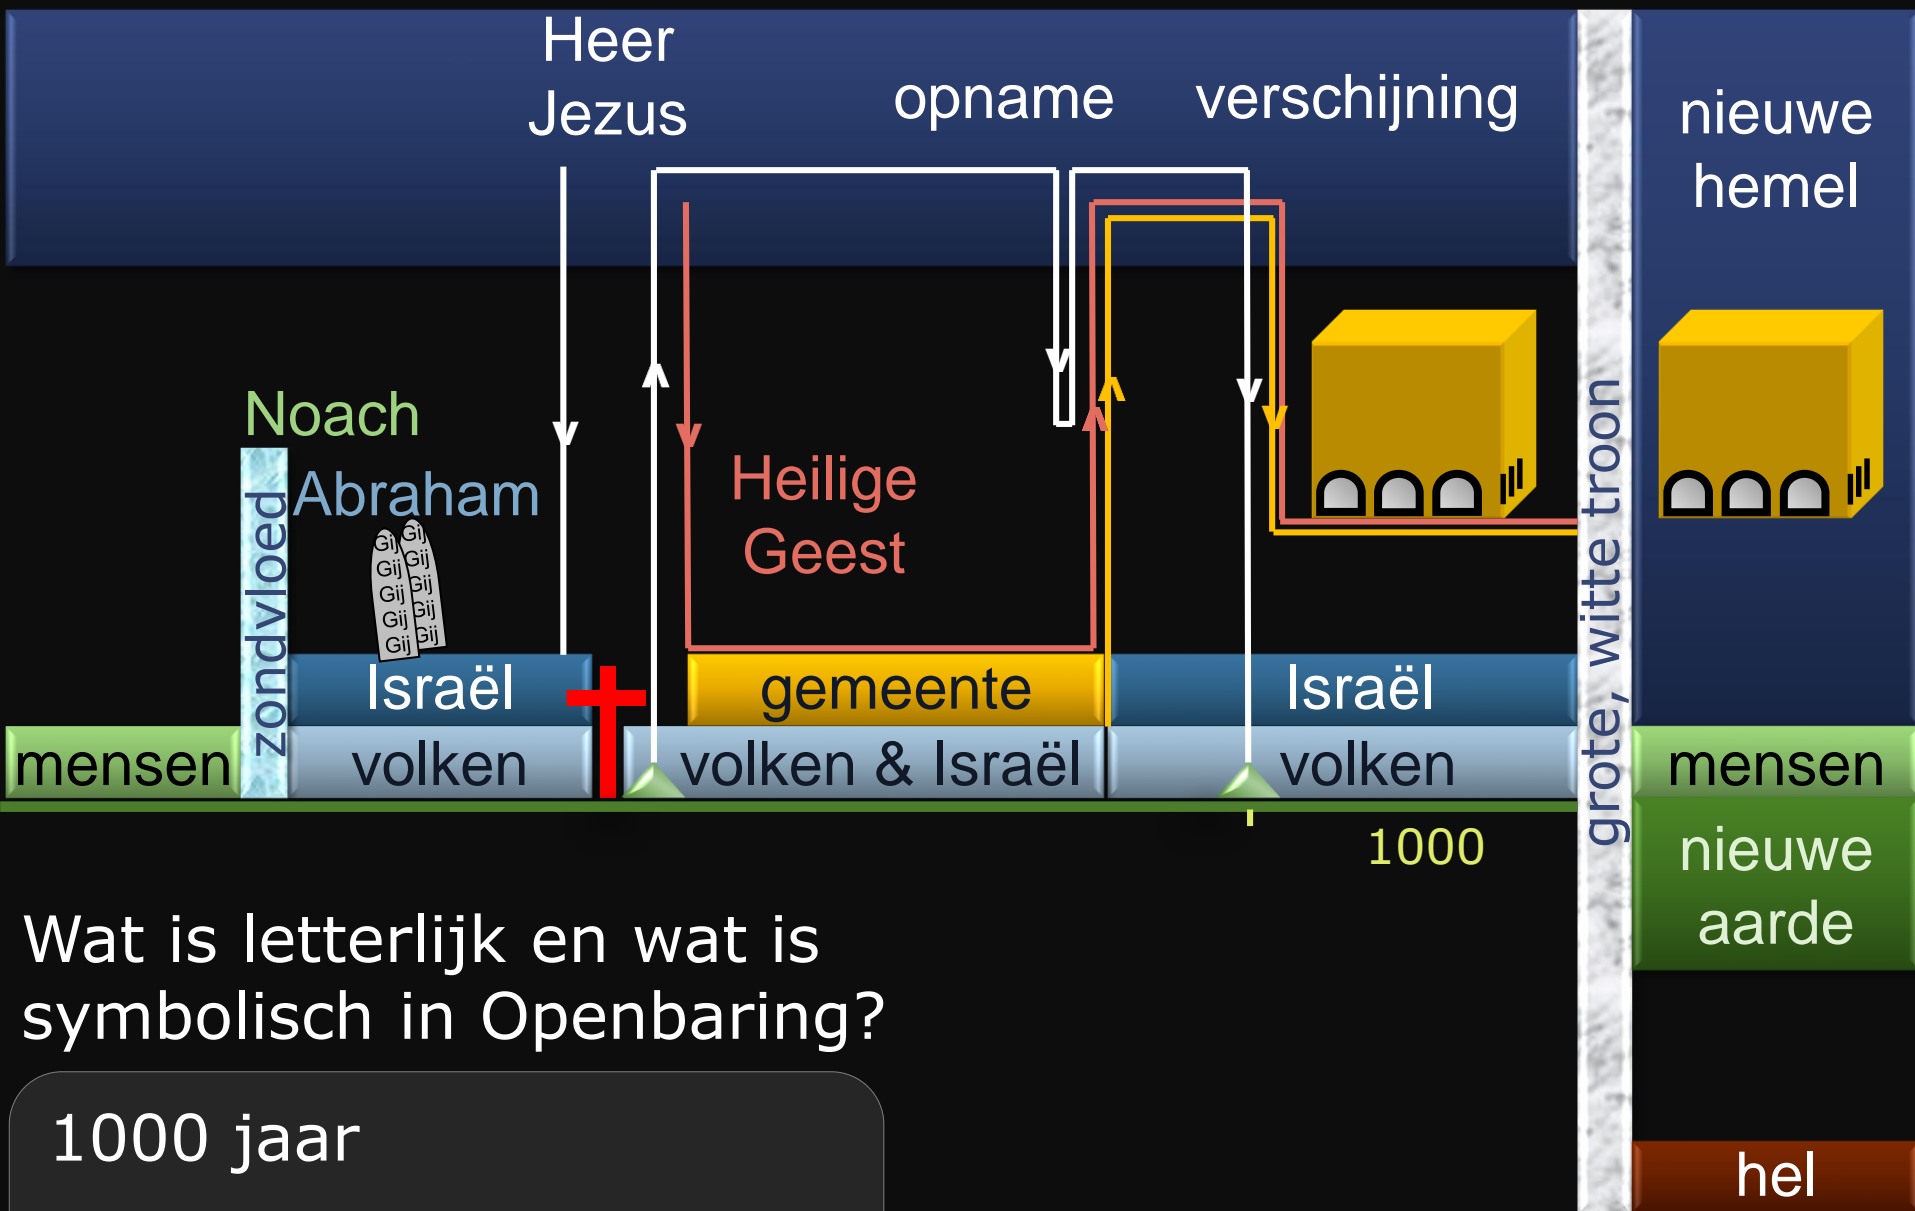 Heer
Jezus
opname
verschijning
nieuwe
hemel
Noach
Abraham
zondvloed
Gij Gij
Gij Gij
Gij Gij
Gij Gij
Gij Gij
Heilige
Geest
grote, witte troon
Israël
gemeente
Israël
mensen
volken
volken & Israël
volken
mensen
1000
nieuwe
aarde
Wat is letterlijk en wat is
symbolisch in Openbaring?
1000 jaar
hel